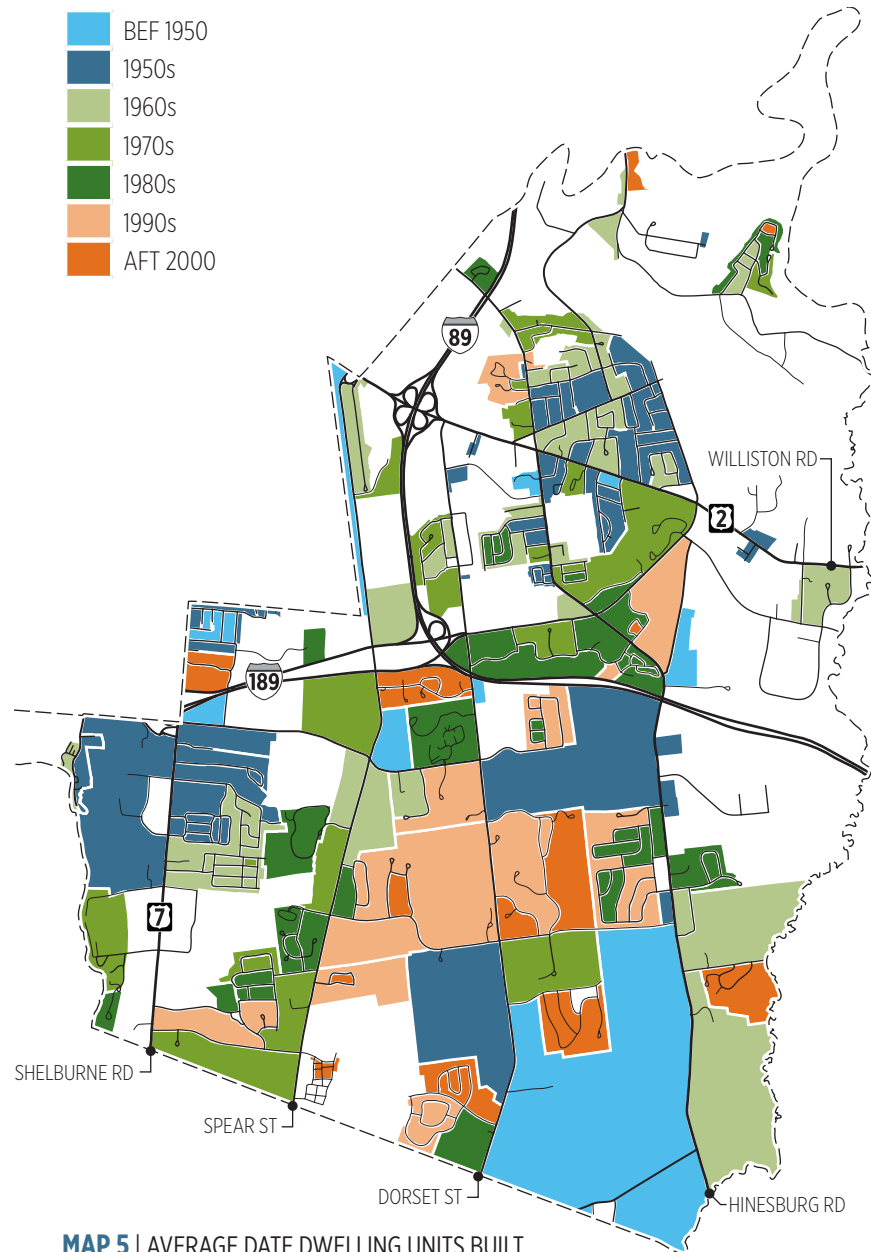 BEF 1950
1950s
1960s
1970s
1980s
1990s
AFT 2000
89
WILLISTON RD
2
189
7
SHELBURNE RD
SPEAR ST
DORSET ST
HINESBURG RD
MAP 5 | AVERAGE DATE DWELLING UNITS BUILT